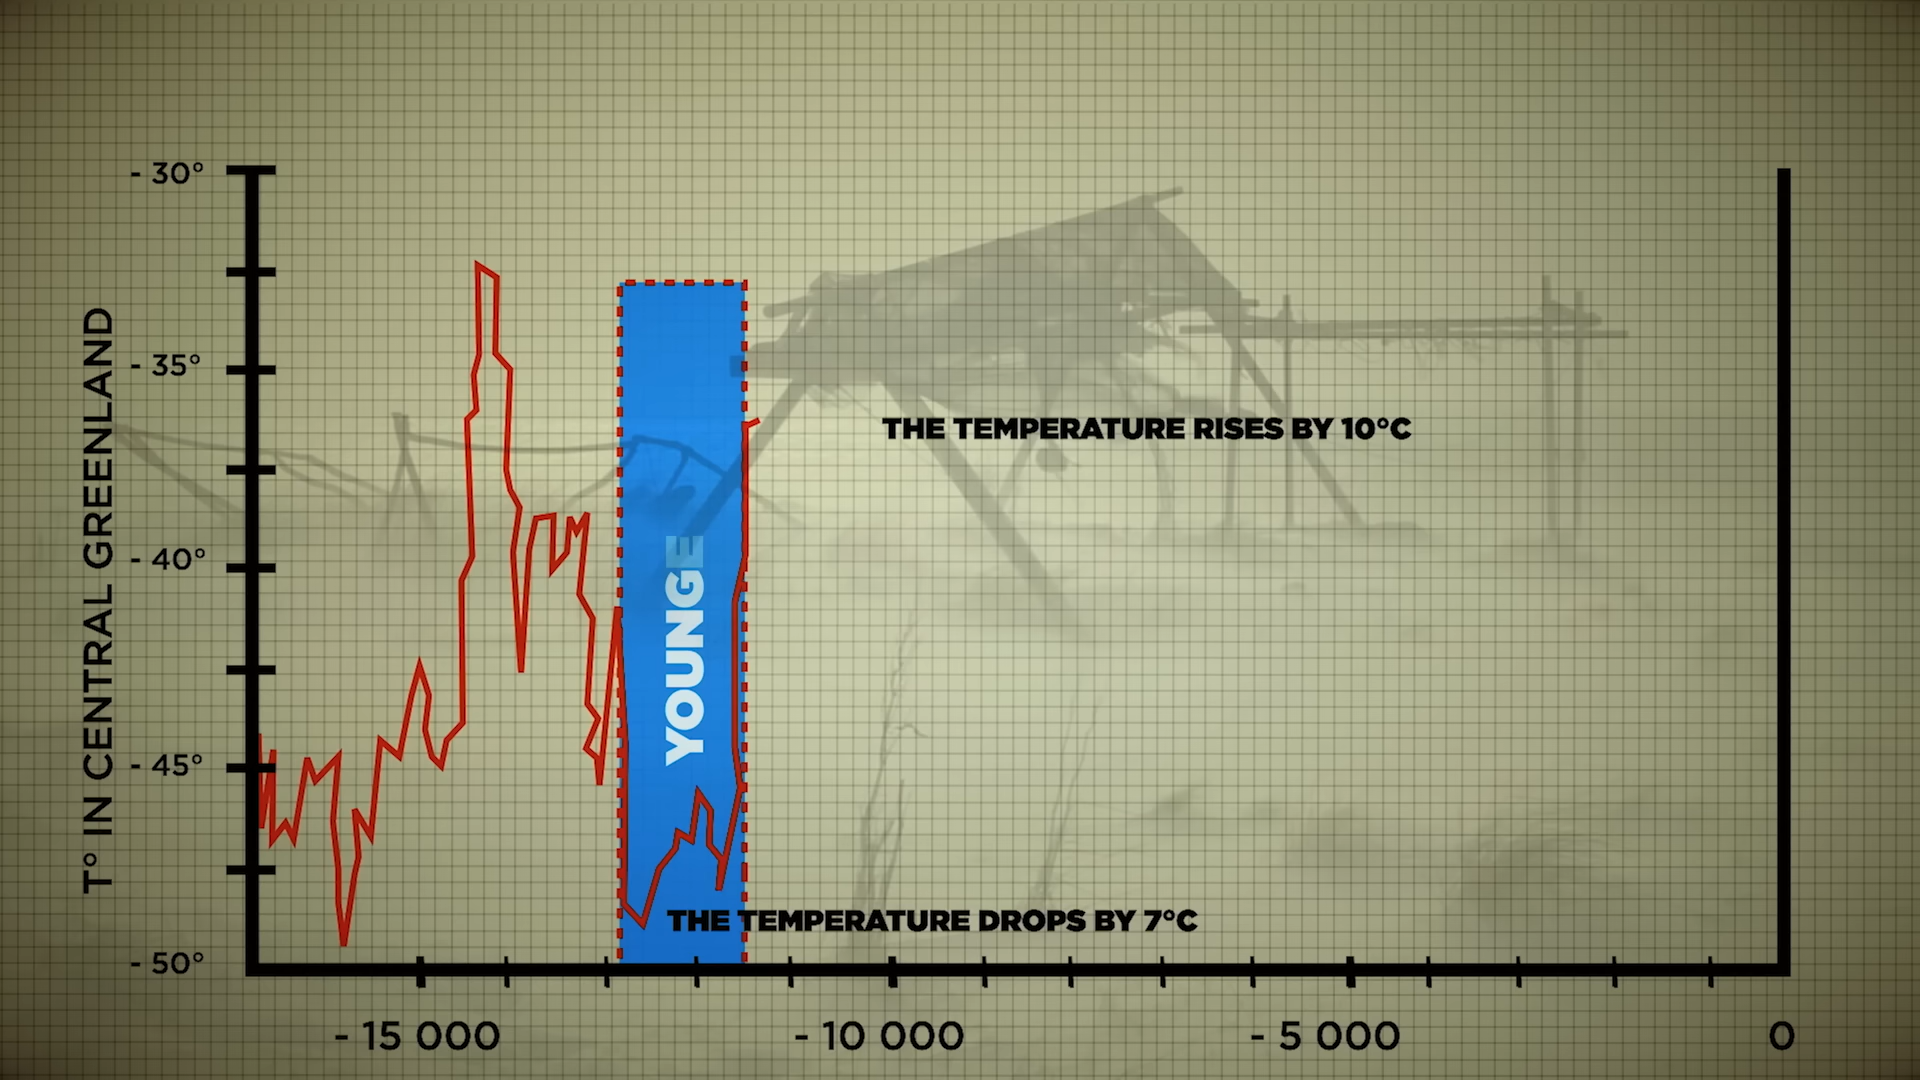 - 30°
- 35°
- 40°
- 45°
- 50°
T° IN CENTRAL GREENLAND
YOUNGE
THE TEMPERATURE RISES BY 10°C
THE TEMPERATURE DROPS BY 7°C
- 15 000
- 10 000
- 5 000
0